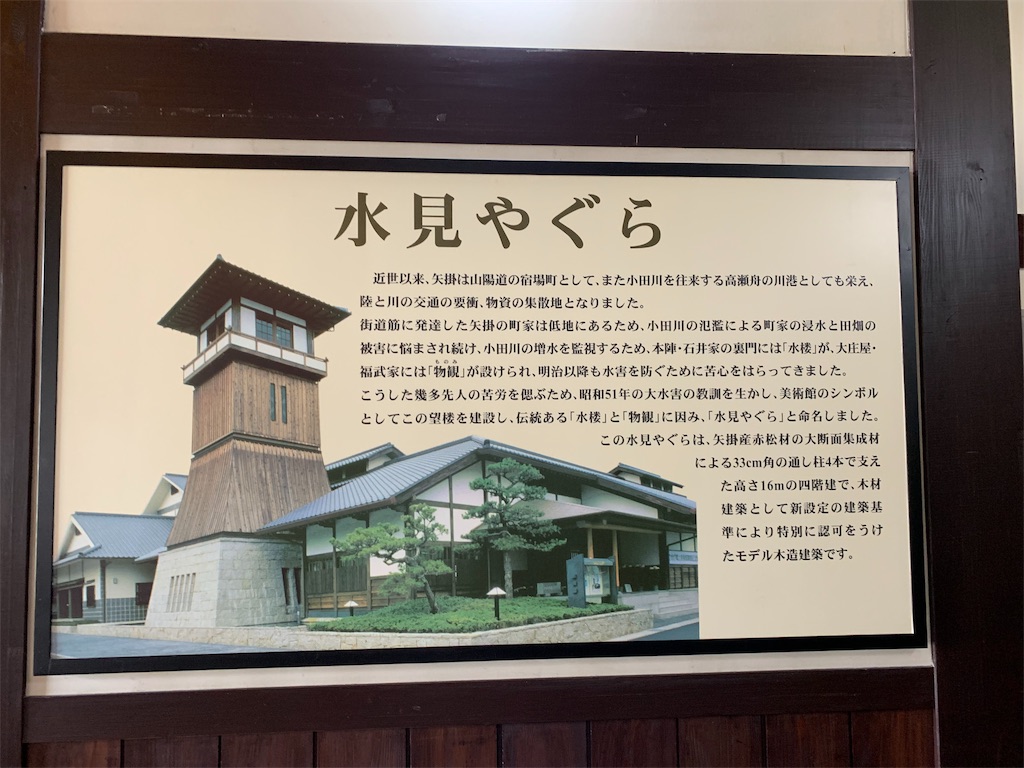 水見やぐら
近世以来、矢掛は山陽道の宿場町として、また小田川を往来する高瀬舟の川港としても栄え、
陸と川の交通の要衝、物資の集散地となりました。
街道筋に発達した矢掛の町家は低地にあるため、小田川の氾濫による町家の浸水と田畑の
被害に悩まされ続け、小田川の増水を監視するため、本陣・石井家の裏門には「水楼」が、大庄屋・
ものみ
福武家には「物観」が設けられ、明治以降も水害を防ぐために苦心をはらってきました。
こうした幾多先人の苦労を偲ぶため、昭和51年の大水害の教訓を生かし、美術館のシンボル
としてこの望楼を建設し、伝統ある「水楼」と「物観」に因み、「水見やぐら」と命名しました。
この水見やぐらは、矢掛産赤松材の大断面集成材
による33cm角の通し柱4本で支え
た高さ16mの四階建で、木材
建築として新設定の建築基
準により特別に認可をうけ
たモデル木造建築です。